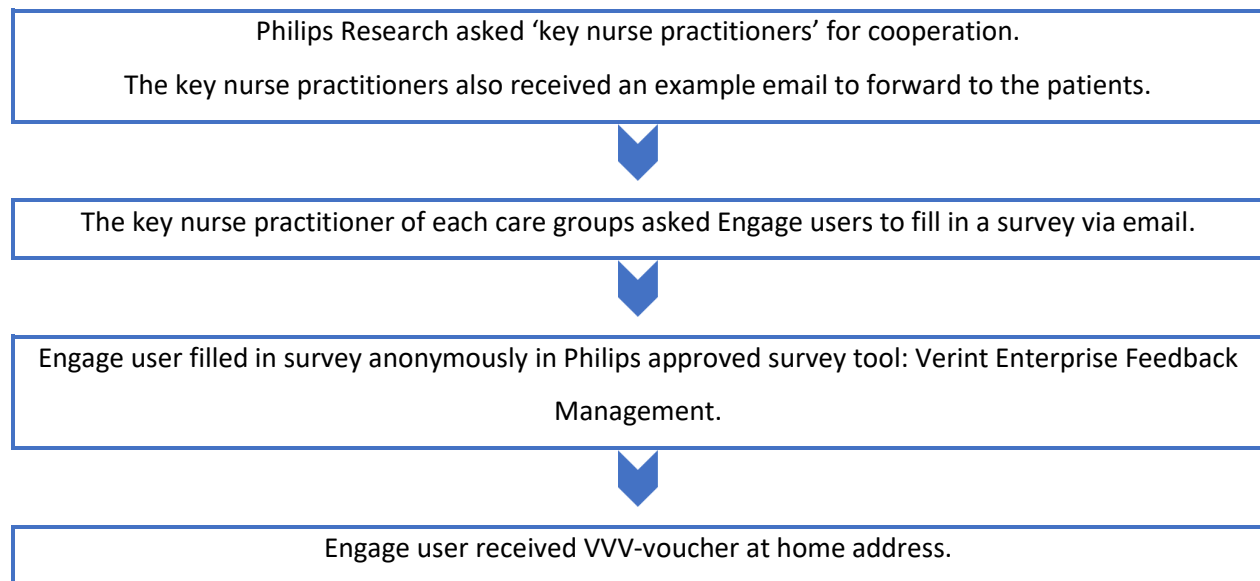 Philips Research asked ‘key nurse practitioners’ for cooperation.
The key nurse practitioners also received an example email to forward to the patients.
The key nurse practitioner of each care groups asked Engage users to fill in a survey via email.
Engage user filled in survey anonymously in Philips approved survey tool: Verint Enterprise Feedback
Management.
Engage user received VVV-voucher at home address.